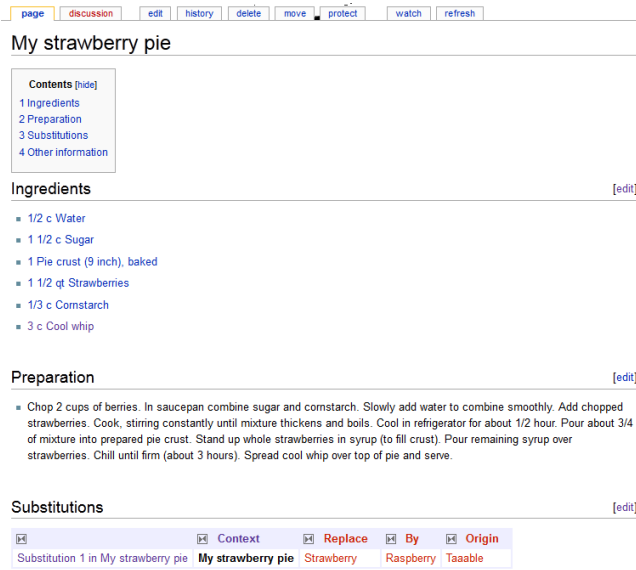 page discussion edit history delete move protect watch refresh
My strawberry pie
Contents [hide]
1 Ingredients
2 Preparation
3 Substitutions
4 Other information
Ingredients [edit]
1/2 c Water
1 1/2 c Sugar
1 Pie crust (9 inch), baked
1 1/2 qt Strawberries
1/3 c Cornstarch
3 c Cool whip
Preparation [edit]
Chop 2 cups of berries. In saucepan combine sugar and cornstarch. Slowly add water to combine smoothly. Add chopped
strawberries. Cook, stirring constantly until mixture thickens and boils. Cool in refrigerator for about 1/2 hour. Pour about 3/4
of mixture into prepared pie crust. Stand up whole strawberries in syrup (to fill crust). Pour remaining syrup over
strawberries. Chill until firm (about 3 hours). Spread cool whip over top of pie and serve.
Substitutions [edit]
Context Replace By Origin
Substitution 1 in My strawberry pie My strawberry pie Strawberry Raspberry Taaable